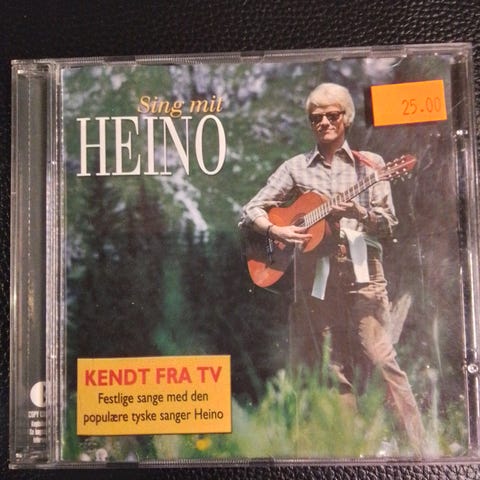 Sing mit
HEINO
25.00
KENDT FRA TV
Festlige sange med den
populære tyske sanger Heino